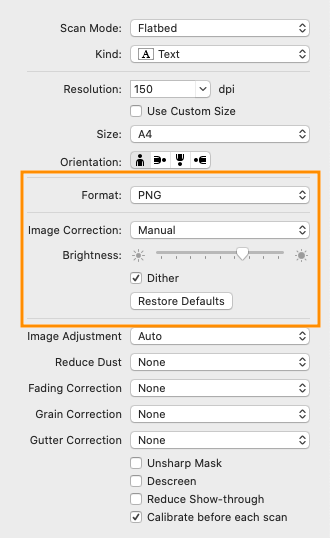 Scan Mode: Flatbed
Kind: A Text
Resolution: 150 dpi
Use Custom Size
Size: A4
Orientation:
Format: PNG
Image Correction: Manual
Brightness:
Dither
Restore Defaults
Image Adjustment Auto
Reduce Dust None
Fading Correction None
Grain Correction None
Gutter Correction None
Unsharp Mask
Descreen
Reduce Show-through
Calibrate before each scan